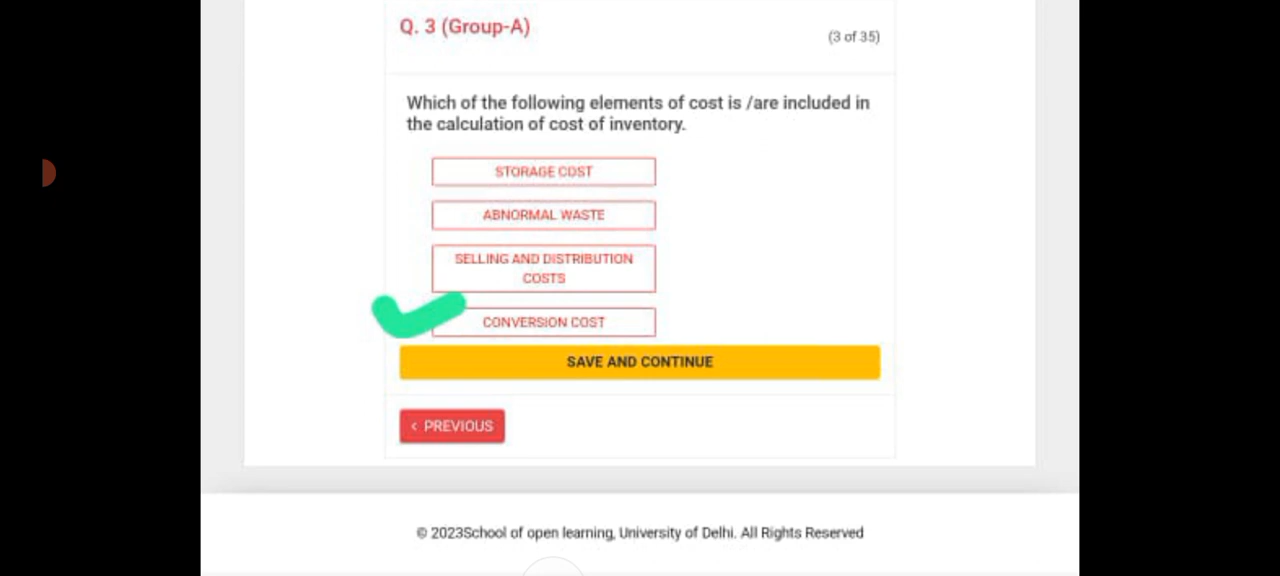 Q. 3 (Group-A)
(3 of 35)
Which of the following elements of cost is /are included in
the calculation of cost of inventory.
STORAGE COST
ABNORMAL WASTE
SELLING AND DISTRIBUTION
COSTS
CONVERSION COST
SAVE AND CONTINUE
‹ PREVIOUS
© 2023School of open learning, University of Delhi. All Rights Reserved